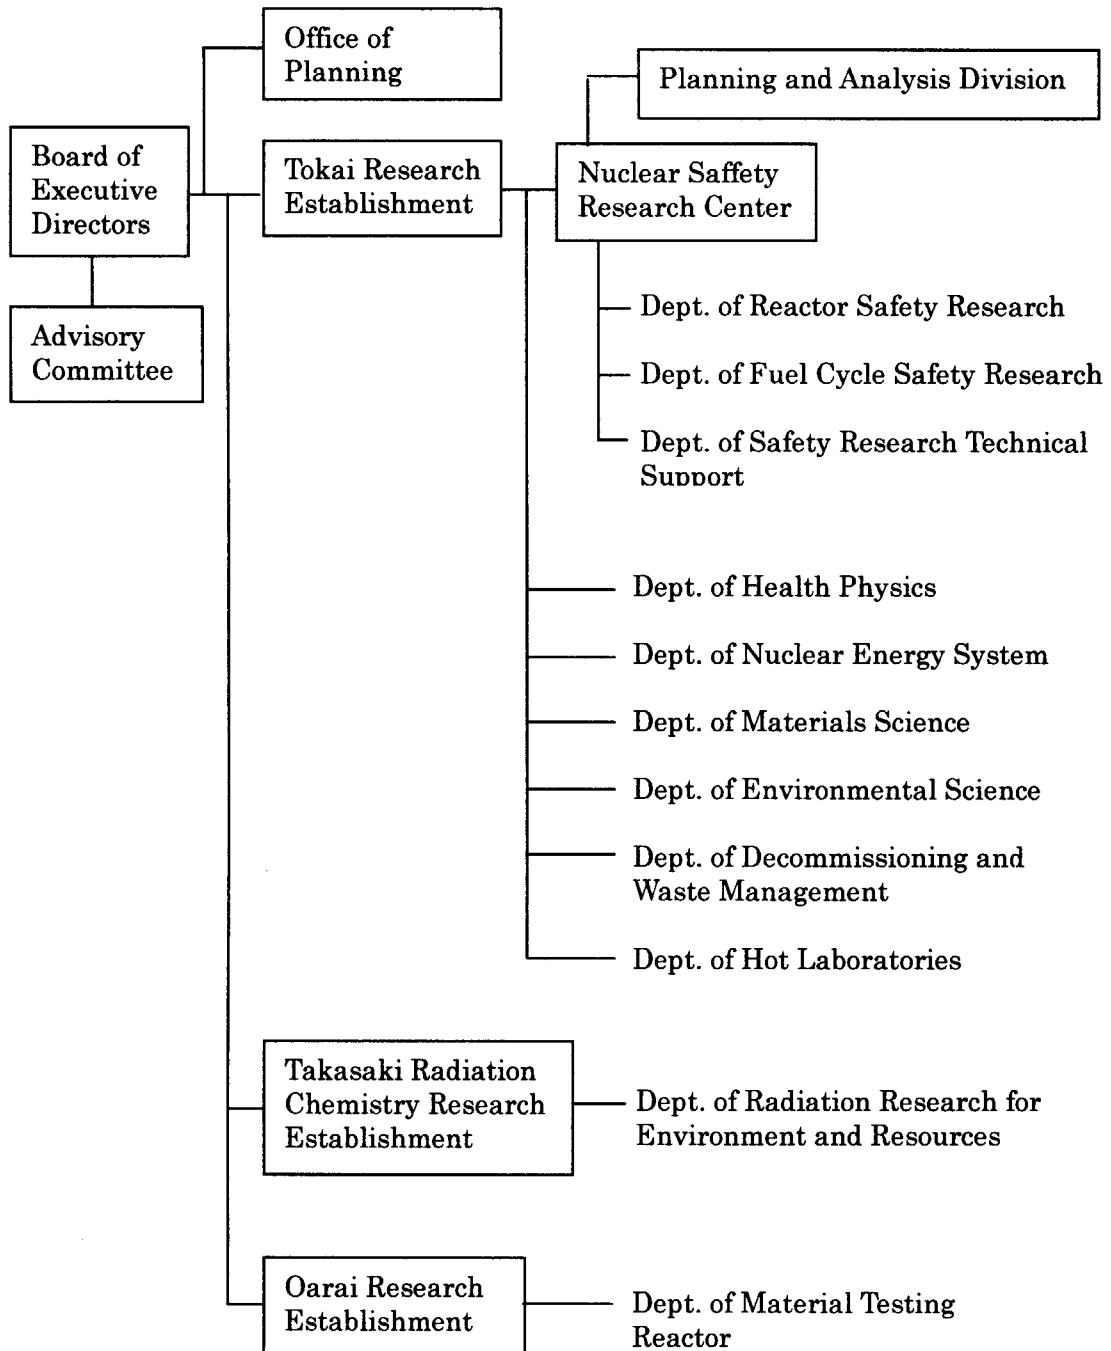 Office of
Planning
Planning and Analysis Division
Board of
Executive
Directors
Tokai Research
Establishment
Nuclear Saffety
Research Center
Advisory
Committee
Dept. of Reactor Safety Research
Dept. of Fuel Cycle Safety Research
Dept. of Safety Research Technical
Support
Dept. of Health Physics
Dept. of Nuclear Energy System
Dept. of Materials Science
Dept. of Environmental Science
Dept. of Decommissioning and
Waste Management
Dept. of Hot Laboratories
Takasaki Radiation
Chemistry Research
Establishment
Dept. of Radiation Research for
Environment and Resources
Oarai Research
Establishment
Dept. of Material Testing
Reactor